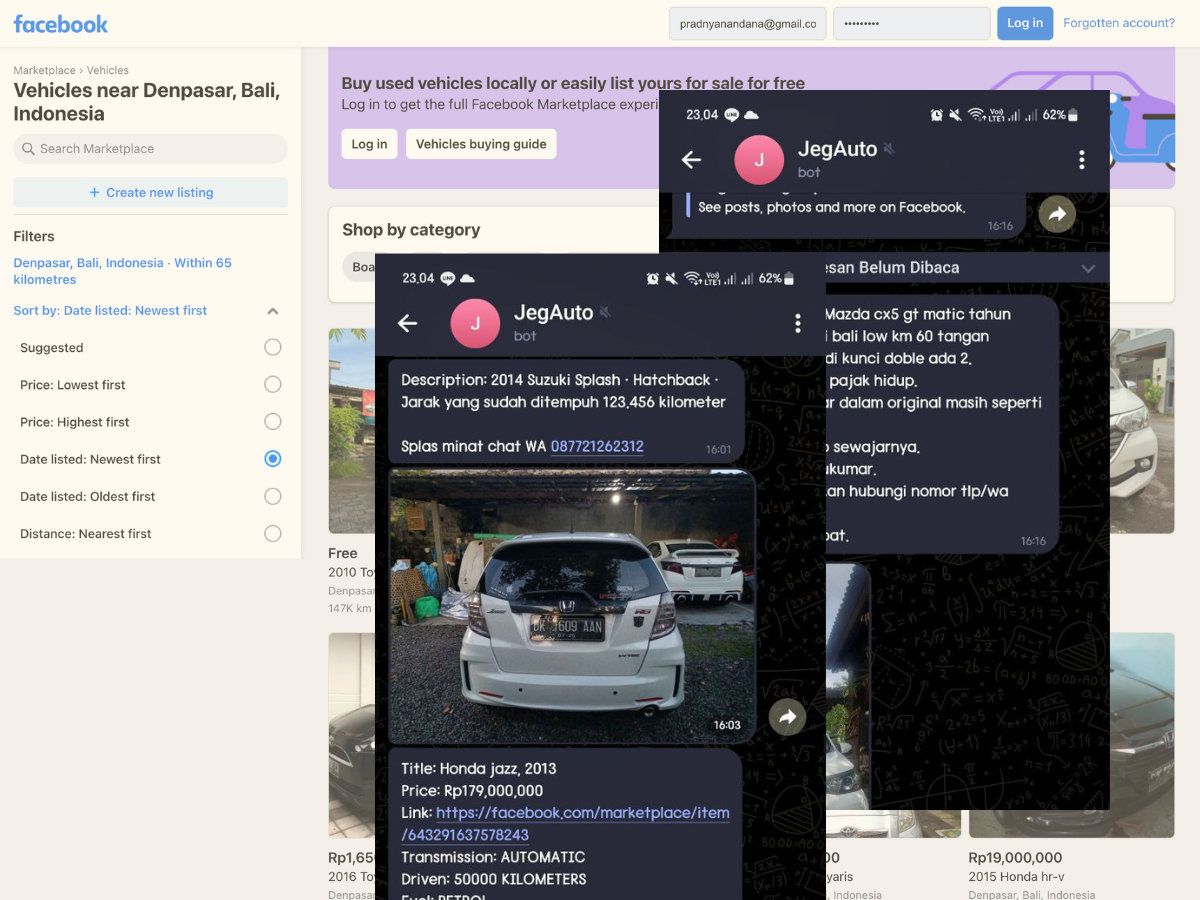 facebook
pradnyanandana@gmail.co
Log in
Forgotten account?
Marketplace › Vehicles
Vehicles near Denpasar, Bali,
Indonesia
Search Marketplace
+ Create new listing
Filters
Denpasar, Bali, Indonesia · Within 65
kilometres
Sort by: Date listed: Newest first
Suggested
Price: Lowest first
Price: Highest first
Date listed: Newest first
Date listed: Oldest first
Distance: Nearest first
Buy used vehicles locally or easily list yours for sale for free
Log in to get the full Facebook Marketplace experi
Log in
Vehicles buying guide
Shop by category
Boa
Free
2010 Toy
Denpasar
147K km
Rp1,65
2016 Toy
Denpasar
00
yaris
, Indonesia
Rp19,000,000
2015 Honda hr-v
Denpasar, Bali, Indonesia
23.04
62%
J
JegAuto
bot
See posts, photos and more on Facebook.
16:16
esan Belum Dibaca
Mazda cx5 gt matic tahun
i bali low km 60 tangan
di kunci doble ada 2.
pajak hidup.
ar dalam original masih seperti
sewajarnya.
ukumar.
an hubungi nomor tlp/wa
pat.
16:16
23.04
62%
J
JegAuto
bot
Description: 2014 Suzuki Splash · Hatchback ·
Jarak yang sudah ditempuh 123.456 kilometer
Splas minat chat WA 087721262312
16:01
DK 1609 AAN
16:03
Title: Honda jazz, 2013
Price: Rp179,000,000
Link: https://facebook.com/marketplace/item
/643291637578243
Transmission: AUTOMATIC
Driven: 50000 KILOMETERS
Fuel: PETROL